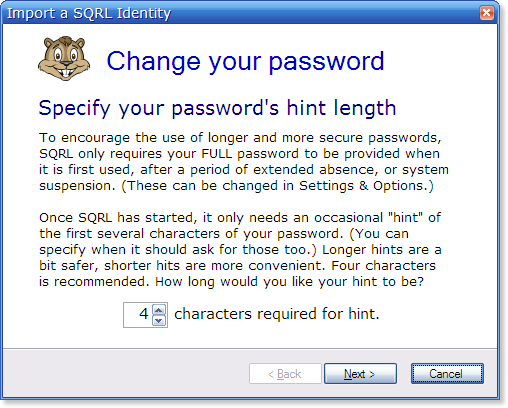 Import a SQRL Identity
Change your password
Specify your password's hint length
To encourage the use of longer and more secure passwords,
SQRL only requires your FULL password to be provided when
it is first used, after a period of extended absence, or system
suspension. (These can be changed in Settings & Options.)
Once SQRL has started, it only needs an occasional "hint" of
the first several characters of your password. (You can
specify when it should ask for those too.) Longer hints are a
bit safer, shorter hits are more convenient. Four characters
is recommended. How long would you like your hint to be?
4 characters required for hint.
< Back Next > Cancel